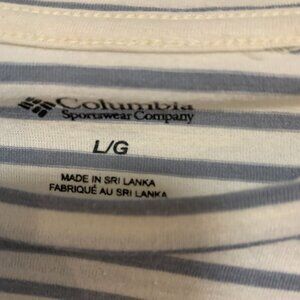 Columbia
Sportswear Company
L/G
MADE IN SRI LANKA
FABRIQUÉ AU SRI LANKA